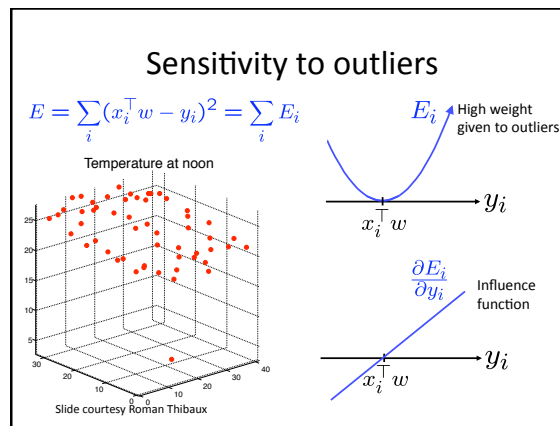 Sensitivity to outliers
E = ∑_i (x_i^⊤ w − y_i)^2 = ∑_i E_i
E_i
High weight
given to outliers
y_i
x_i^⊤ w
Temperature at noon
25
20
15
10
5
30
20
10
0
0
10
20
30
40
Slide courtesy Roman Thibaux
∂E_i
∂y_i
Influence
function
y_i
x_i^⊤ w